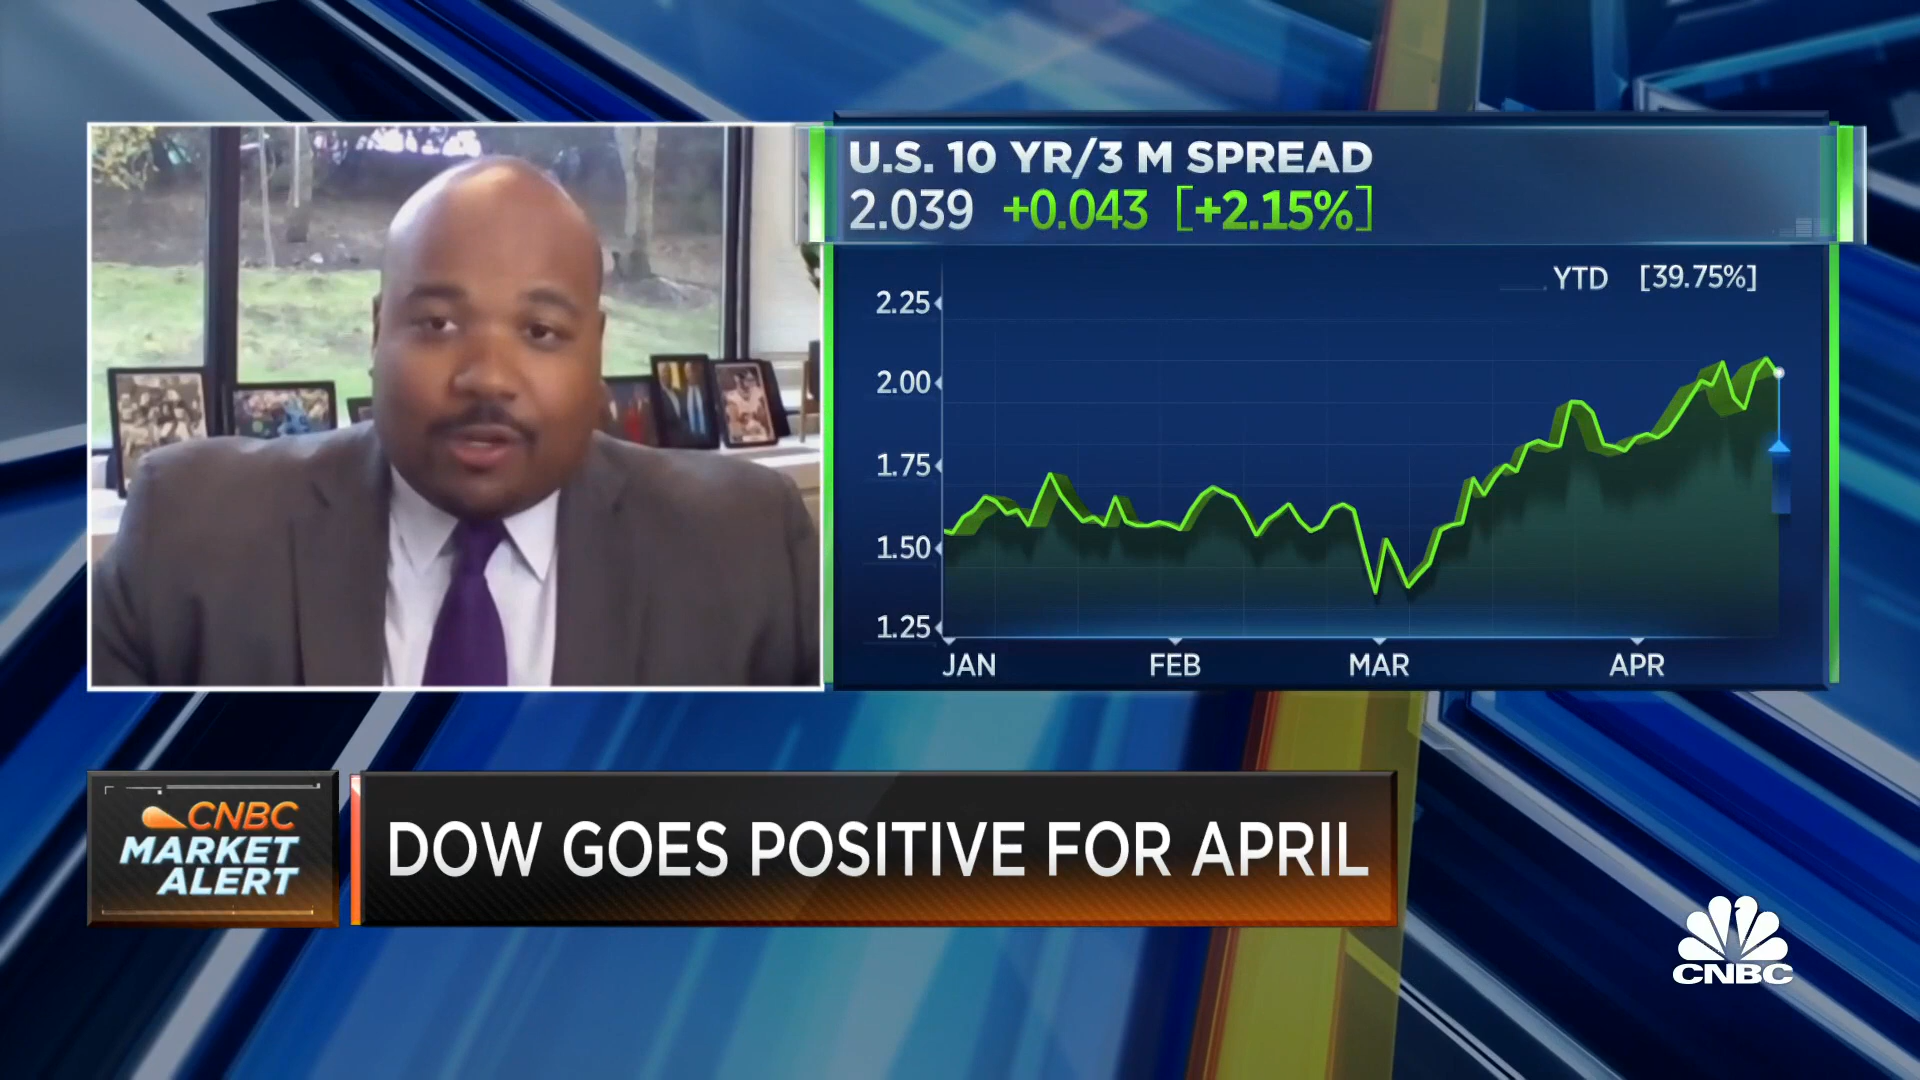 U.S. 10 YR/3 M SPREAD
2.039 +0.043 [+2.15%]
YTD [39.75%]
2.25
2.00
1.75
1.50
1.25
JAN FEB MAR APR
CNBC
MARKET
ALERT
DOW GOES POSITIVE FOR APRIL
CNBC